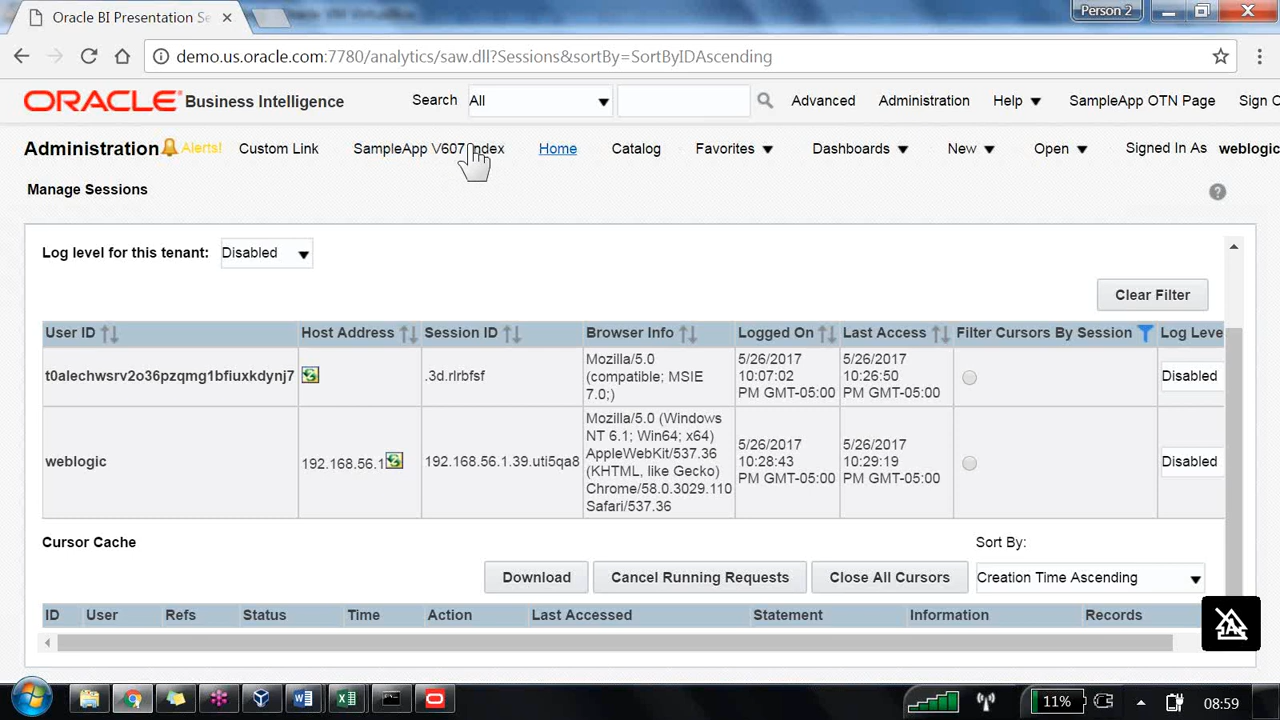 Oracle BI Presentation Se
Person 2
demo.us.oracle.com:7780/analytics/saw.dll?Sessions&sortBy=SortByIDAscending
ORACLE Business Intelligence
Search All
Advanced
Administration
Help
SampleApp OTN Page
Sign O
Administration
Alerts!
Custom Link
SampleApp V607 Index
Home
Catalog
Favorites
Dashboards
New
Open
Signed In As weblogic
Manage Sessions
Log level for this tenant: Disabled
Clear Filter
User ID Host Address Session ID Browser Info Logged On Last Access Filter Cursors By Session Log Leve
t0alechwsrv2o36pzqmg1bfiuxkdynj7
.3d.rlrbfsf
Mozilla/5.0
(compatible; MSIE
7.0;)
5/26/2017
10:07:02
PM GMT-05:00
5/26/2017
10:26:50
PM GMT-05:00
Disabled
weblogic
192.168.56.1
192.168.56.1.39.uti5qa8
Mozilla/5.0 (Windows
NT 6.1; Win64; x64)
AppleWebKit/537.36
(KHTML, like Gecko)
Chrome/58.0.3029.110
Safari/537.36
5/26/2017
10:28:43
PM GMT-05:00
5/26/2017
10:29:19
PM GMT-05:00
Disabled
Cursor Cache
Sort By:
Download
Cancel Running Requests
Close All Cursors
Creation Time Ascending
ID User Refs Status Time Action Last Accessed Statement Information Records
11%
08:59